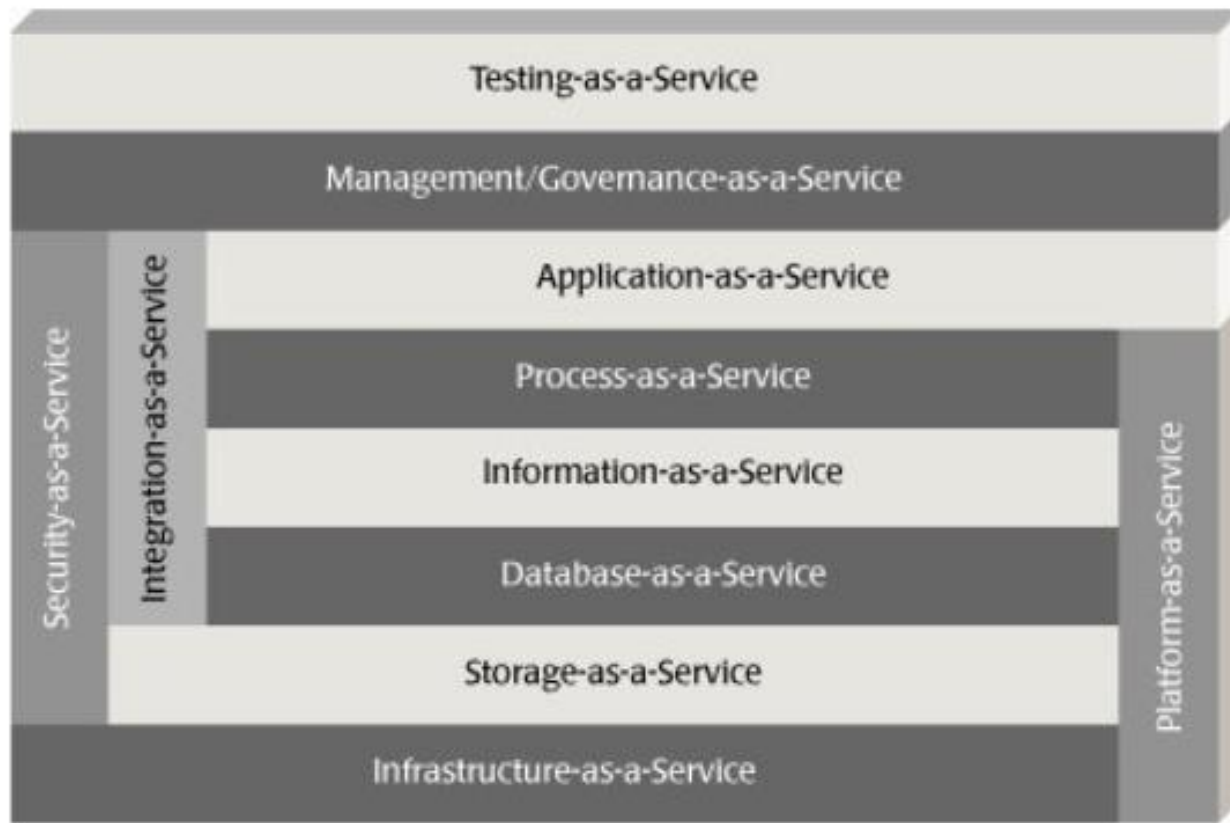 Testing-as-a-Service
Management/Governance-as-a-Service
Security-as-a-Service
Integration-as-a-Service
Application-as-a-Service
Process-as-a-Service
Information-as-a-Service
Database-as-a-Service
Storage-as-a-Service
Infrastructure-as-a-Service
Platform-as-a-Service